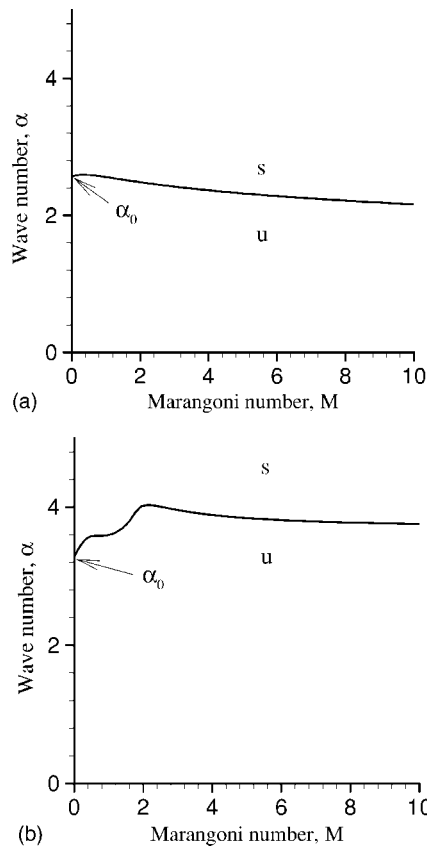 4
2
0
Wave number, α
s
α0
u
0 2 4 6 8 10
(a)
Marangoni number, M
4
2
0
Wave number, α
s
α0
u
0 2 4 6 8 10
(b)
Marangoni number, M